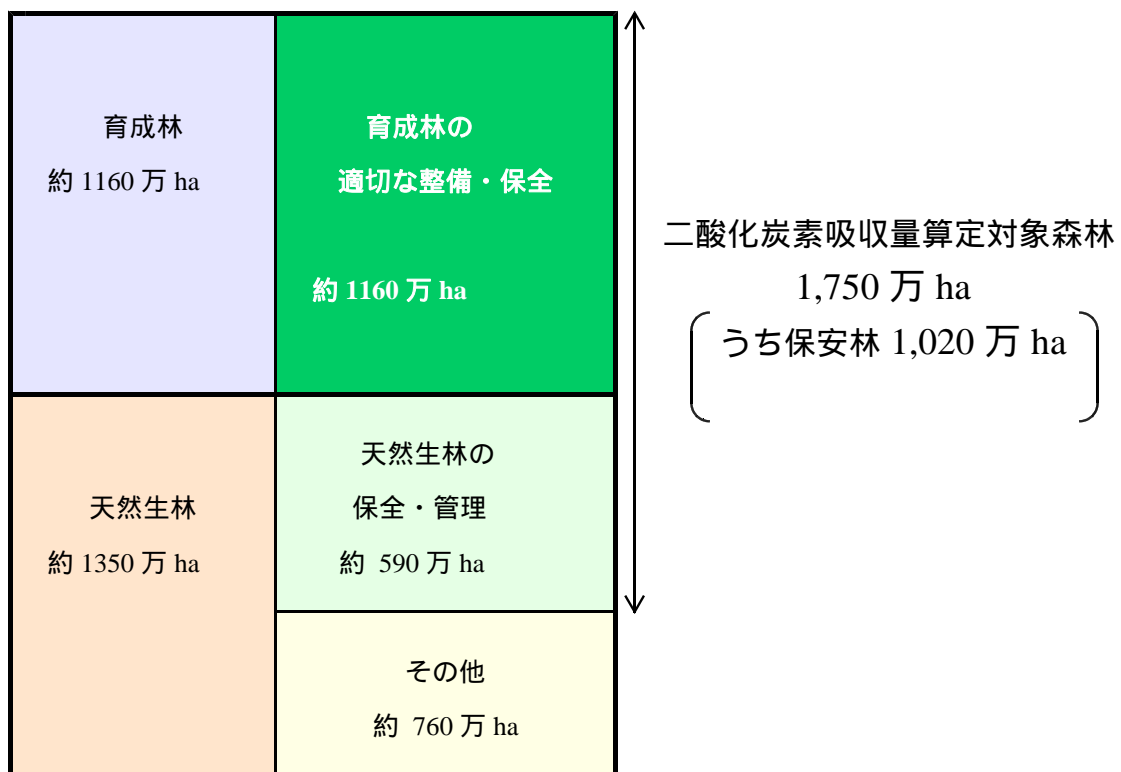 育成林
約 1160 万 ha
育成林の
適切な整備・保全
約 1160 万 ha
二酸化炭素吸収量算定対象森林
1,750 万 ha
うち保安林 1,020 万 ha
天然生林
約 1350 万 ha
天然生林の
保全・管理
約 590 万 ha
その他
約 760 万 ha